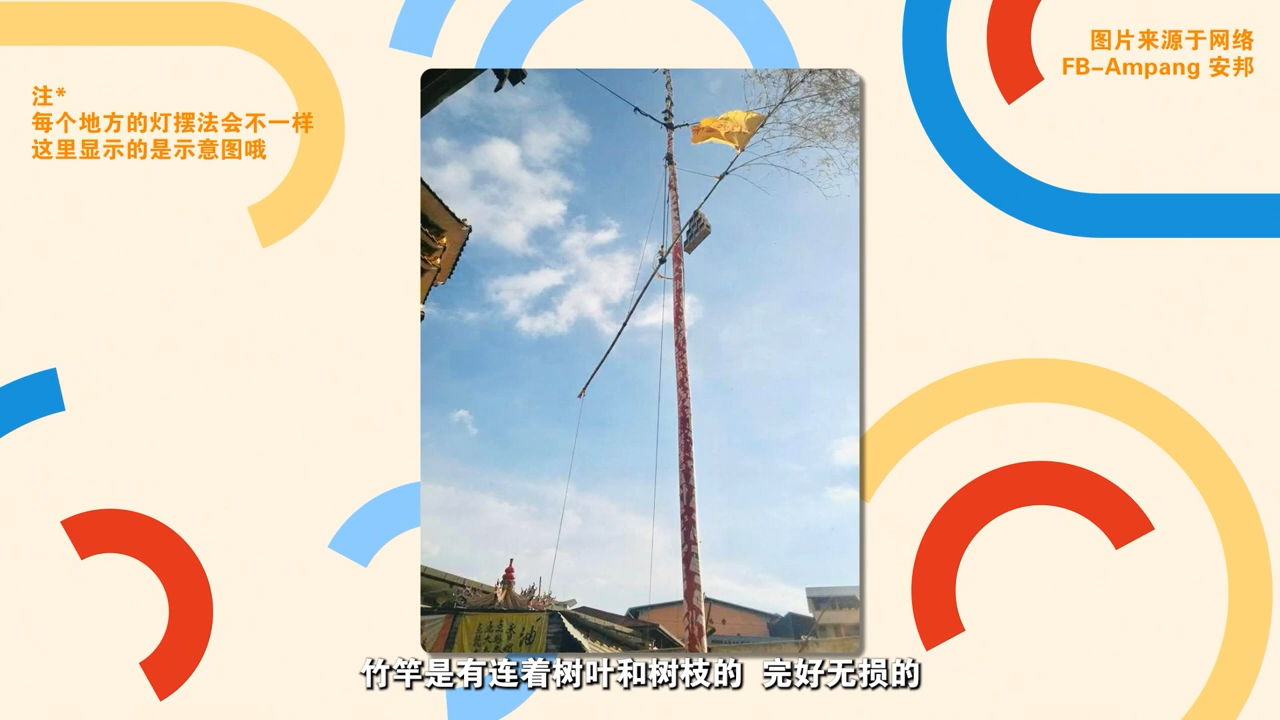 注*
每个地方的灯摆法会不一样
这里显示的是示意图哦
图片来源于网络
FB-Ampang 安邦
油
竹竿是有连着树叶和树枝的 完好无损的